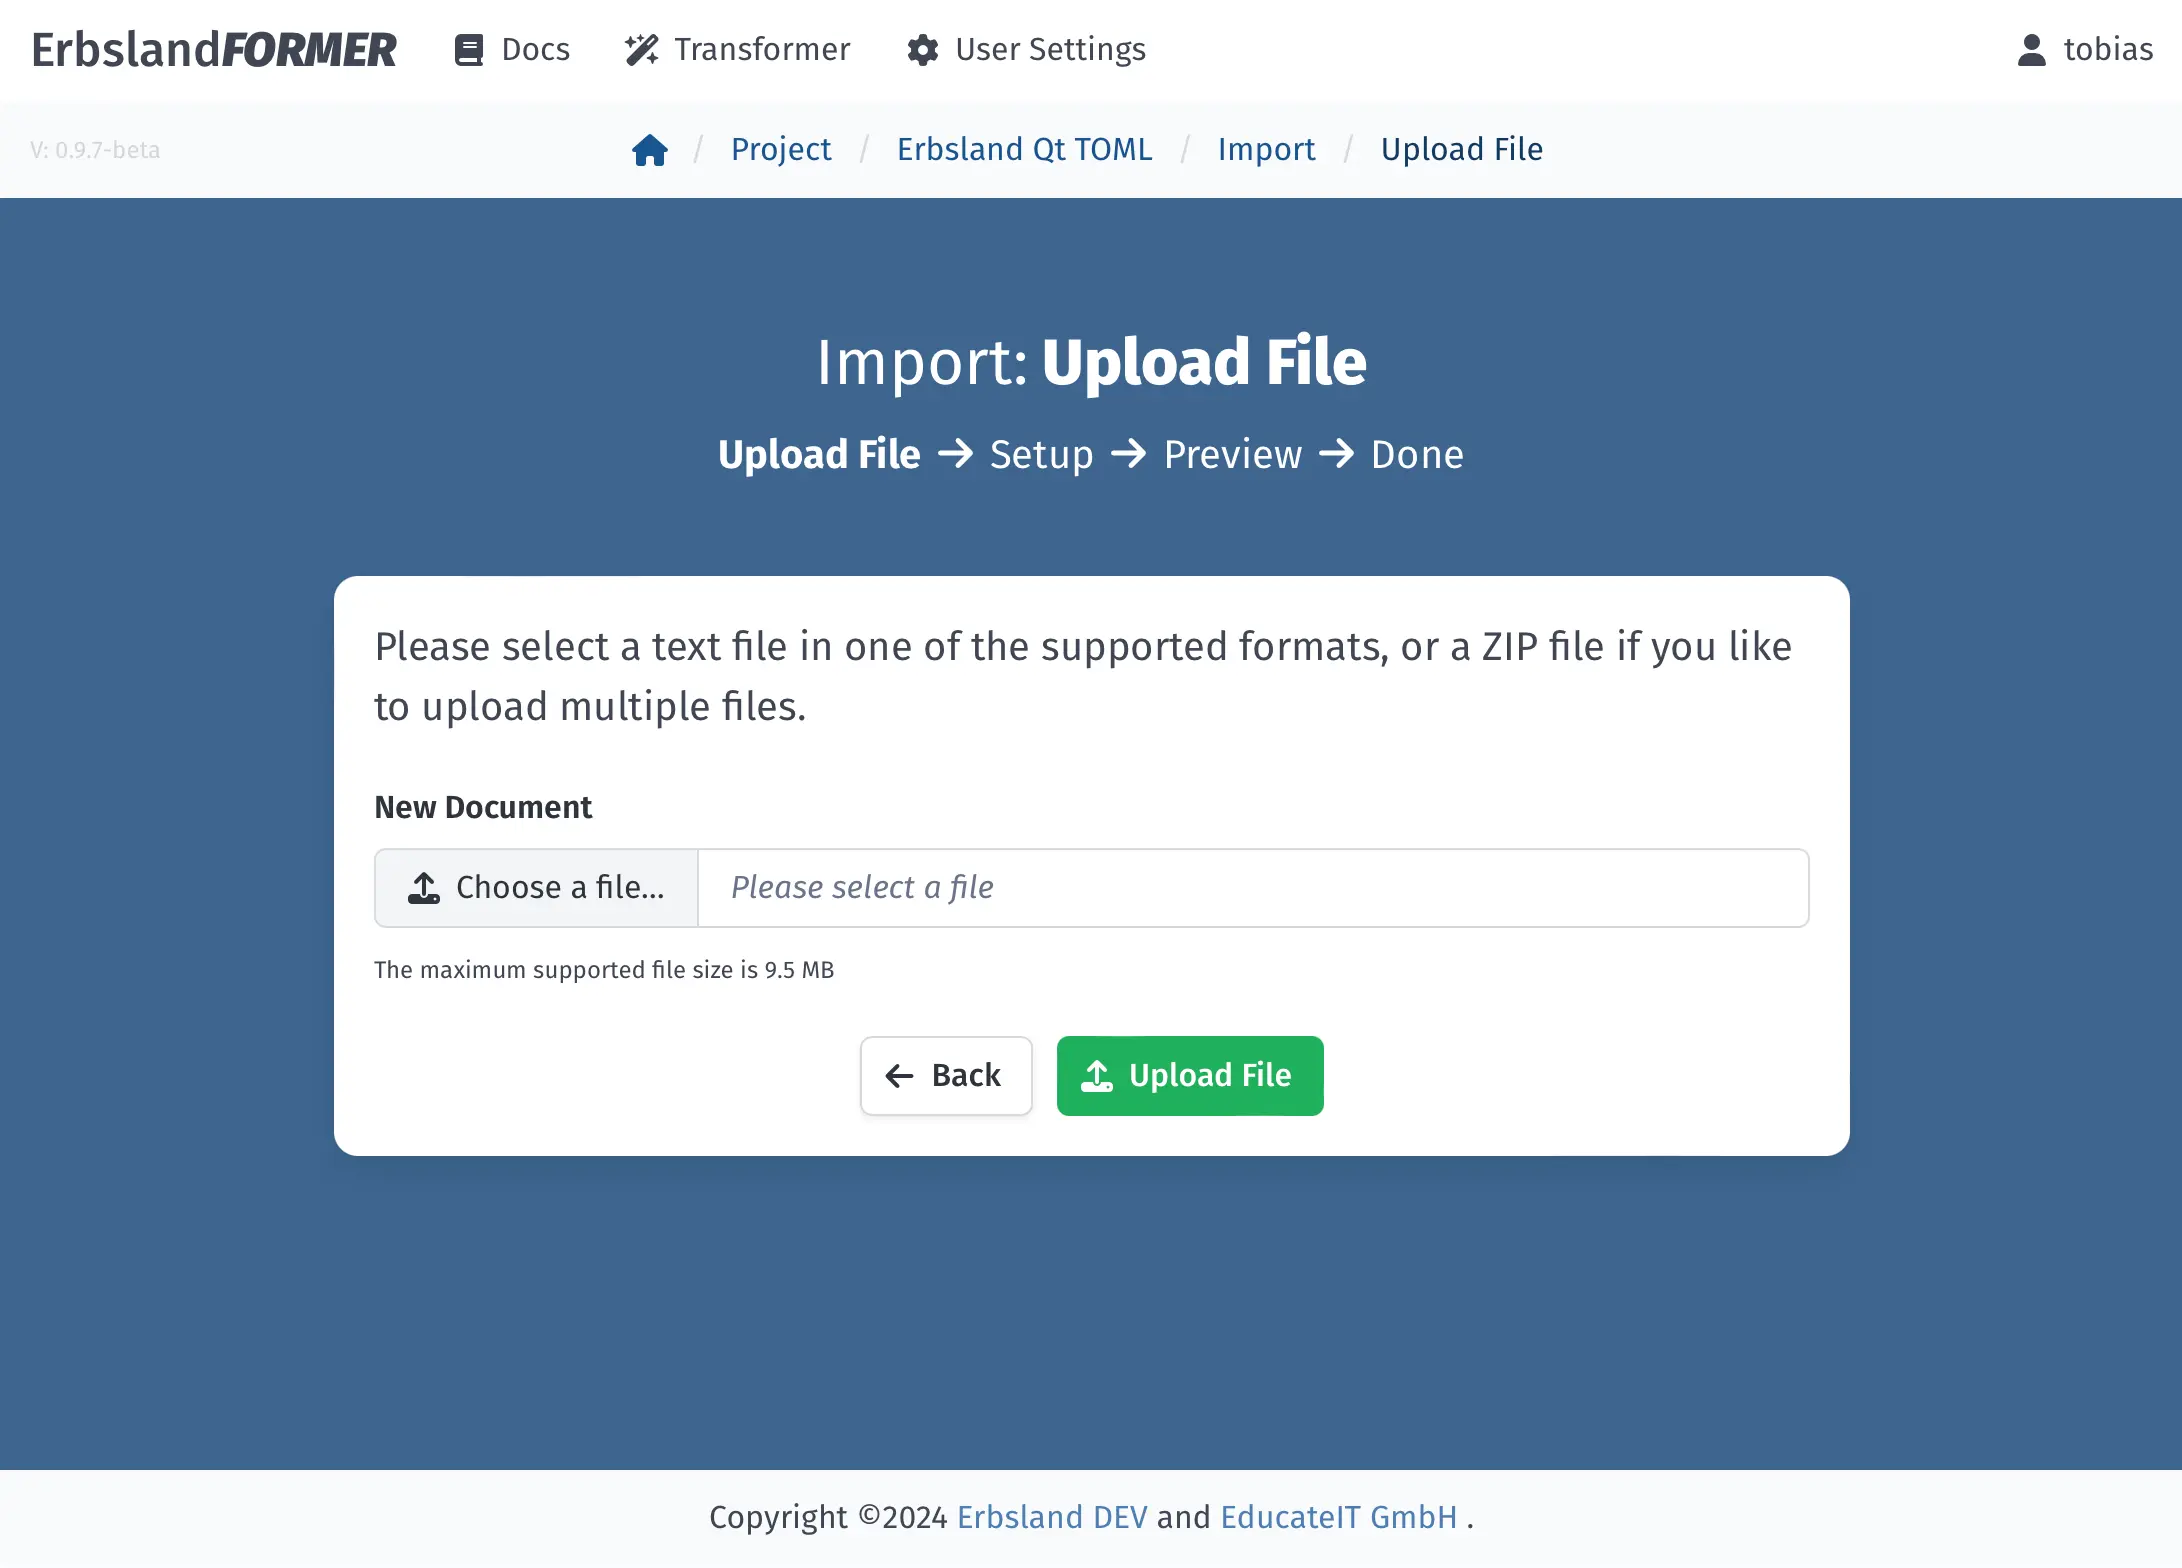 ErbslandFORMER Docs Transformer User Settings tobias
V: 0.9.7-beta / Project / Erbsland Qt TOML / Import / Upload File
Import: Upload File
Upload File → Setup → Preview → Done
Please select a text file in one of the supported formats, or a ZIP file if you like
to upload multiple files.
New Document
Choose a file... Please select a file
The maximum supported file size is 9.5 MB
Back Upload File
Copyright ©2024 Erbsland DEV and EducateIT GmbH .